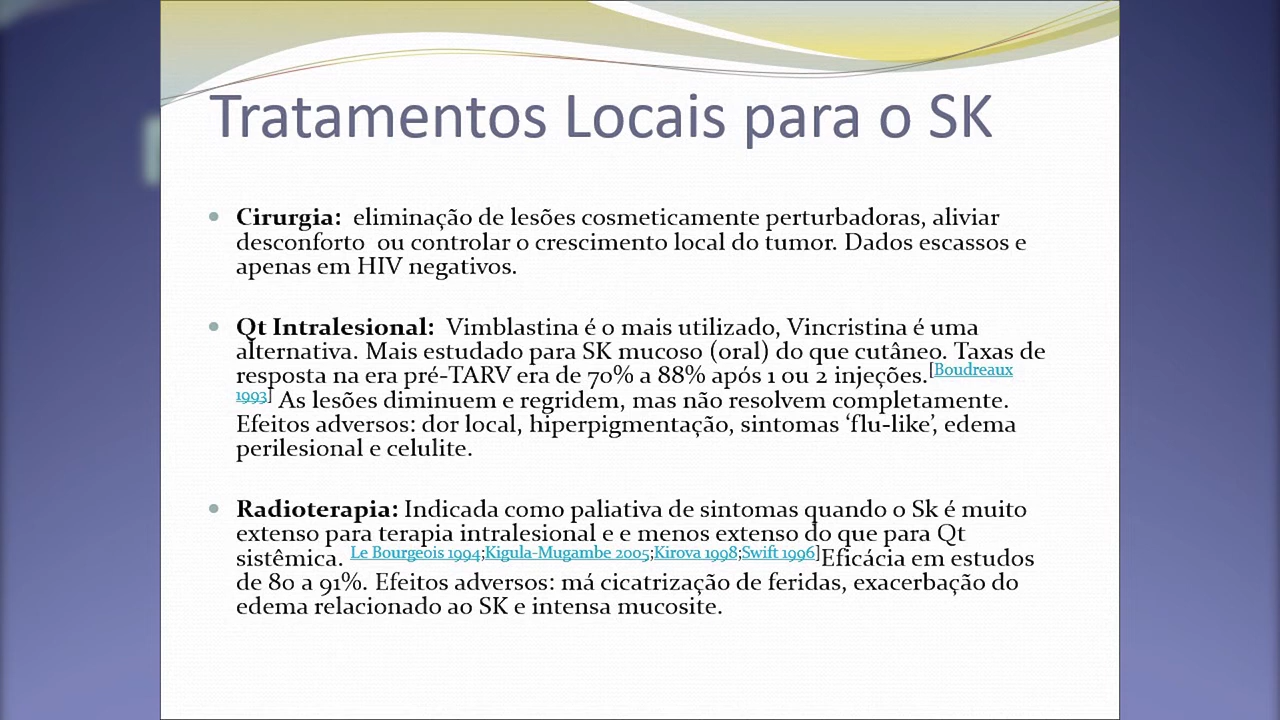 Tratamentos Locais para o SK
Cirurgia: eliminação de lesões cosmeticamente perturbadoras, aliviar
desconforto ou controlar o crescimento local do tumor. Dados escassos e
apenas em HIV negativos.
Qt Intralesional: Vimblastina é o mais utilizado, Vincristina é uma
alternativa. Mais estudado para SK mucoso (oral) do que cutâneo. Taxas de
resposta na era pré-TARV era de 70% a 88% após 1 ou 2 injeções.[Boudreaux
1993] As lesões diminuem e regridem, mas não resolvem completamente.
Efeitos adversos: dor local, hiperpigmentação, sintomas ‘flu-like’, edema
perilesional e celulite.
Radioterapia: Indicada como paliativa de sintomas quando o Sk é muito
extenso para terapia intralesional e e menos extenso do que para Qt
sistêmica. Le Bourgeois 1994;Kigula-Mugambe 2005;Kirova 1998;Swift 1996]Eficácia em estudos
de 80 a 91%. Efeitos adversos: má cicatrização de feridas, exacerbação do
edema relacionado ao SK e intensa mucosite.